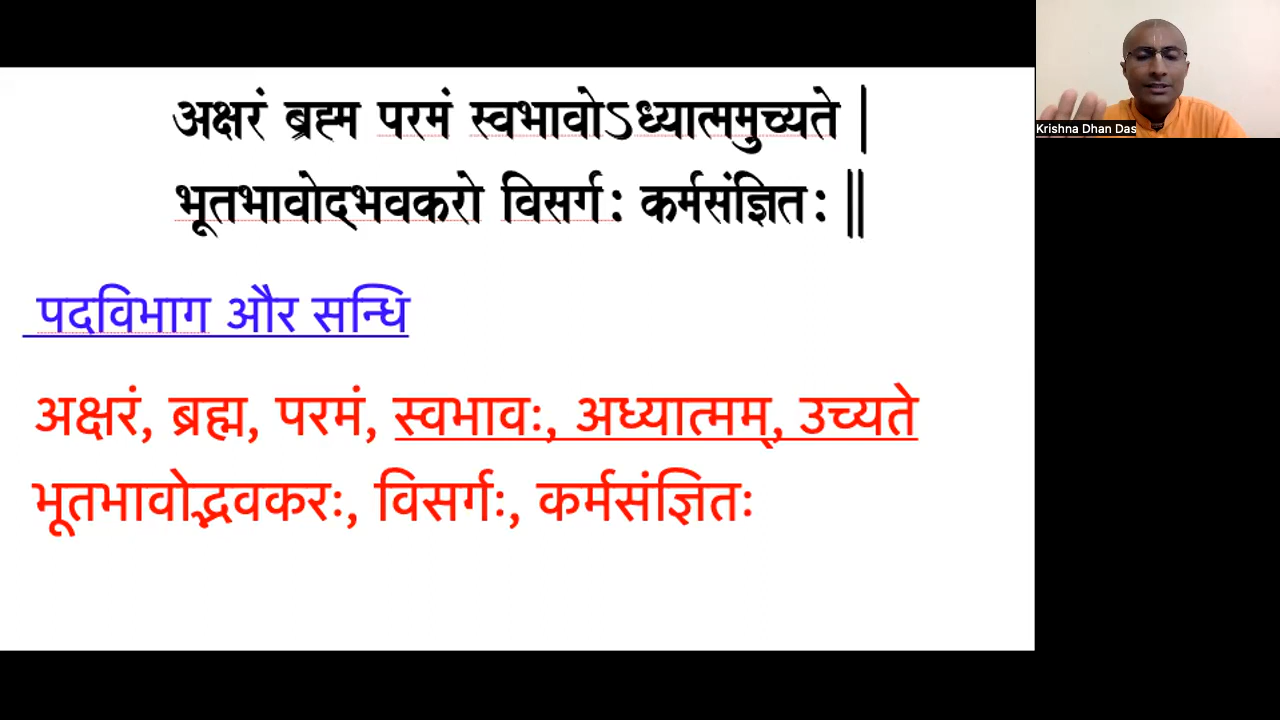 अक्षरं ब्रह्म परमं स्वभावोऽध्यात्ममुच्यते |
भूतभावोद्भवकरो विसर्गः कर्मसंज्ञितः ||
पदविभाग और सन्धि
अक्षरं, ब्रह्म, परमं, स्वभावः, अध्यात्मम्, उच्यते
भूतभावोद्भवकरः, विसर्गः, कर्मसंज्ञितः
Krishna Dhan Das